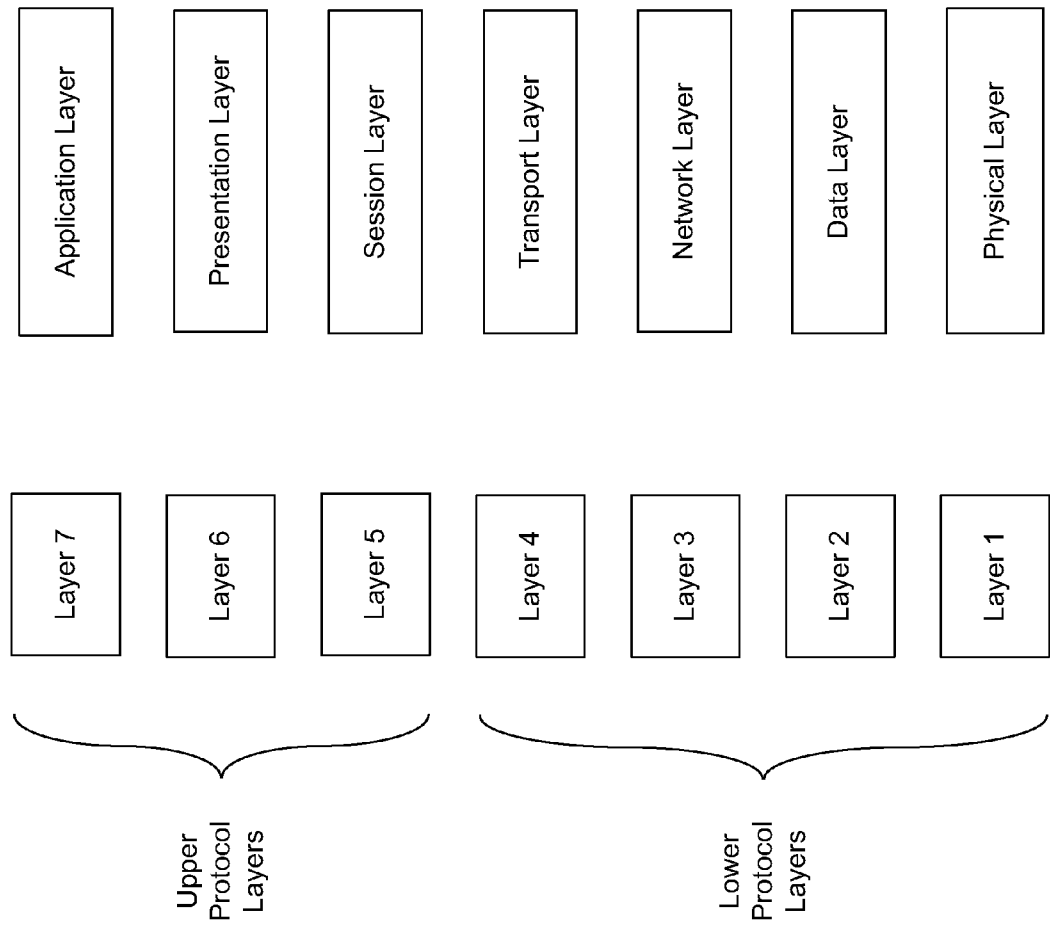 Upper
Protocol
Layers
Layer 7
Application Layer
Layer 6
Presentation Layer
Layer 5
Session Layer
Lower
Protocol
Layers
Layer 4
Transport Layer
Layer 3
Network Layer
Layer 2
Data Layer
Layer 1
Physical Layer